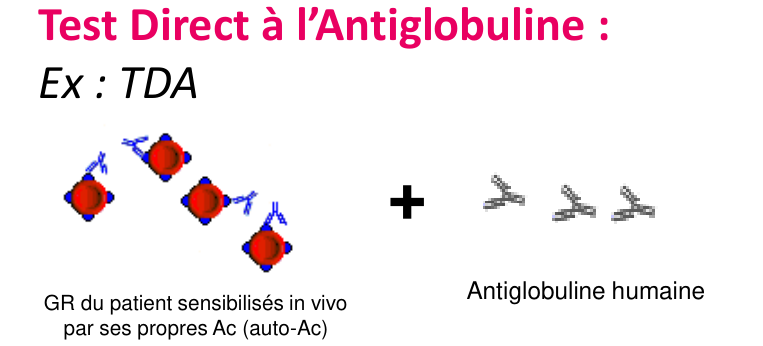 Test Direct à l’Antiglobuline :
Ex : TDA
+
GR du patient sensibilisés in vivo
par ses propres Ac (auto-Ac)
Antiglobuline humaine